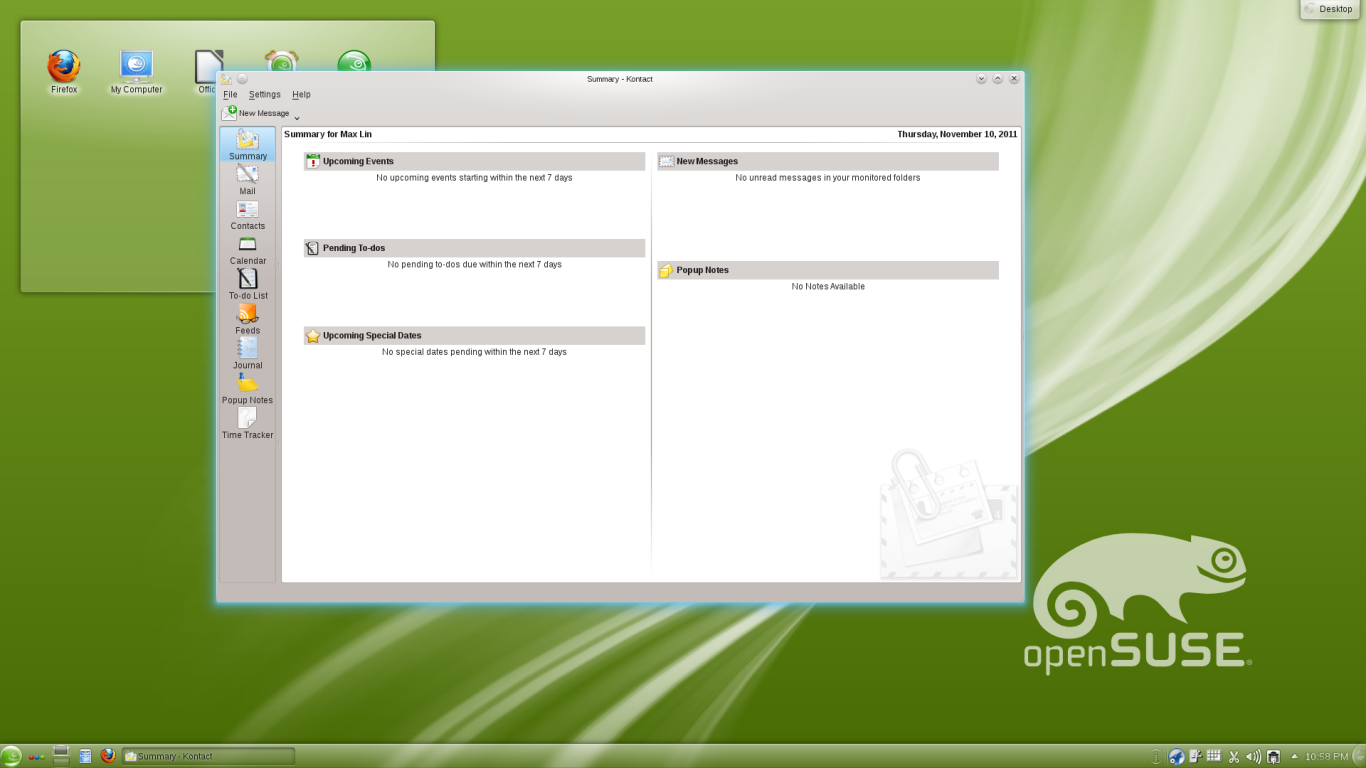 Desktop
Firefox
My Computer
Offic
Summary - Kontact
File Settings Help
New Message
Summary for Max Lin
Thursday, November 10, 2011
Summary
Mail
Contacts
Calendar
To-do List
Feeds
Journal
Popup Notes
Time Tracker
Upcoming Events
No upcoming events starting within the next 7 days
Pending To-dos
No pending to-dos due within the next 7 days
Upcoming Special Dates
No special dates pending within the next 7 days
New Messages
No unread messages in your monitored folders
Popup Notes
No Notes Available
openSUSE
Summary - Kontact
10:58 PM